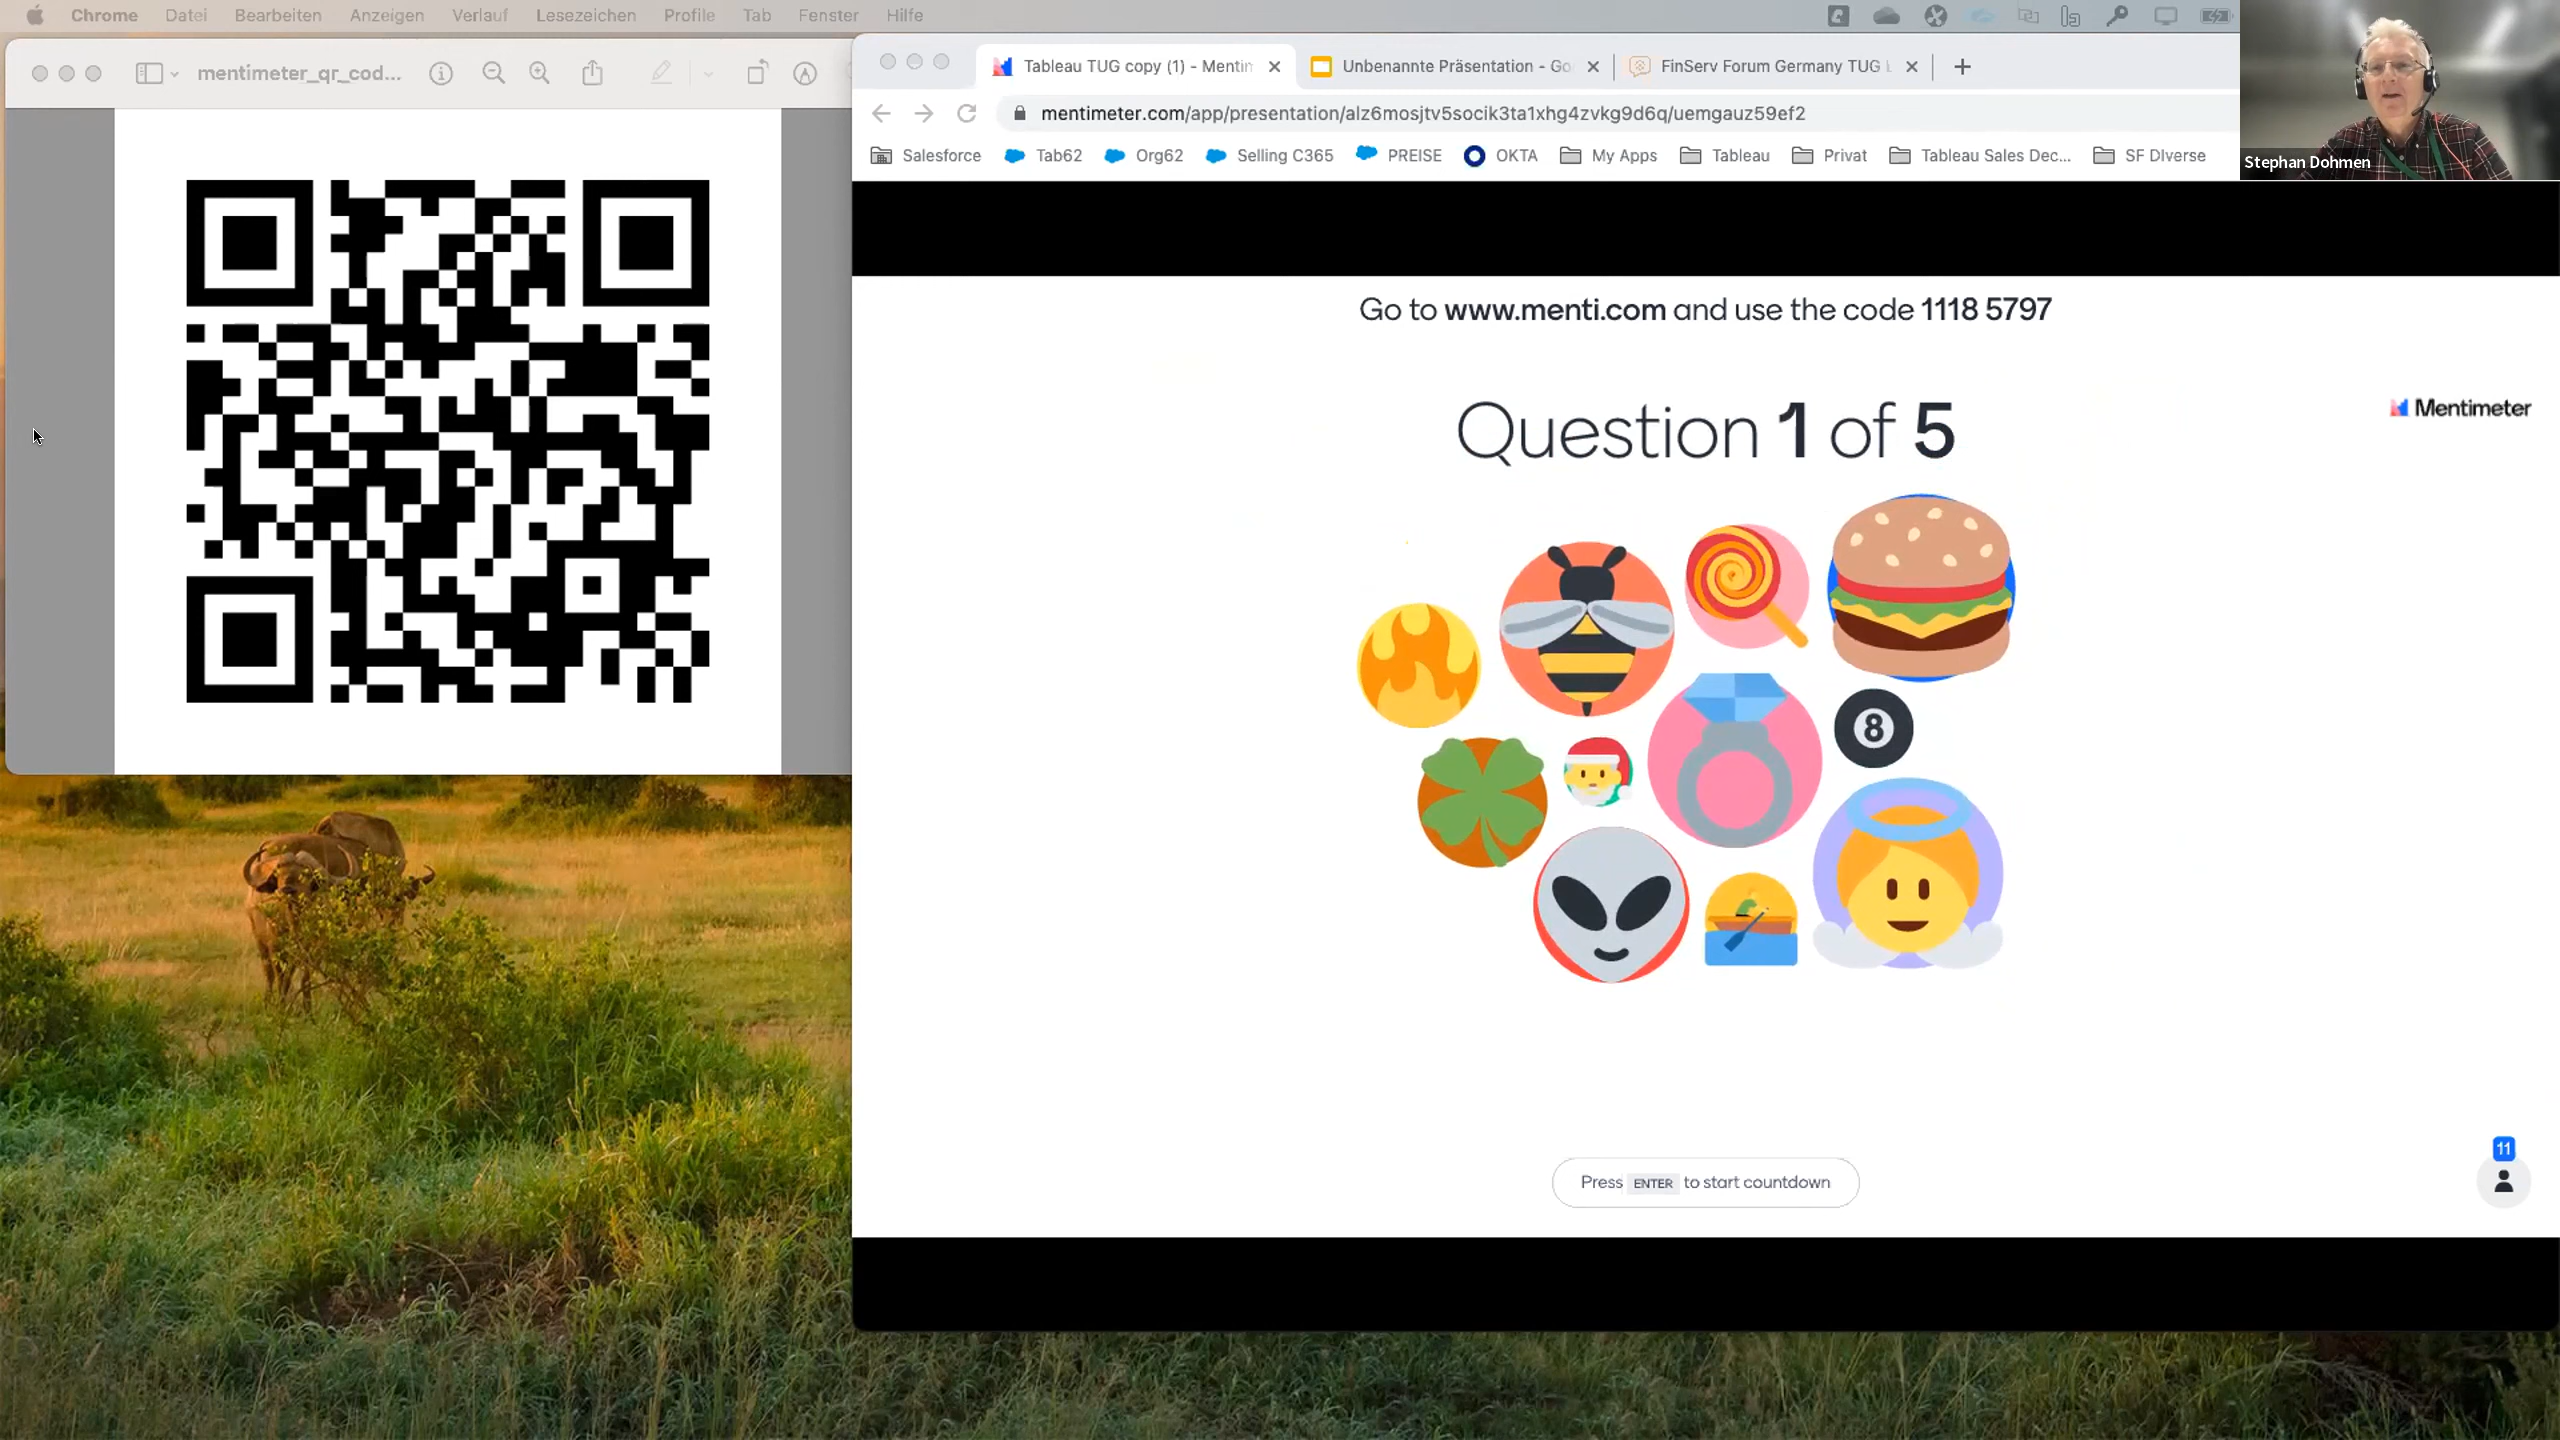 Chrome Datei Bearbeiten Anzeigen Verlauf Lesezeichen Profile Tab Fenster Hilfe
mentimeter_qr_cod...
Tableau TUG copy (1) - Mentim
Unbenannte Präsentation - Go
FinServ Forum Germany TUG
mentimeter.com/app/presentation/alz6mosjtv5socik3ta1xhg4zvkg9d6q/uemgauz59ef2
Salesforce Tab62 Org62 Selling C365 PREISE OKTA My Apps Tableau Privat Tableau Sales Dec... SF DIverse
Stephan Dohmen
Go to www.menti.com and use the code 1118 5797
Mentimeter
Question 1 of 5
8
11
Press ENTER to start countdown